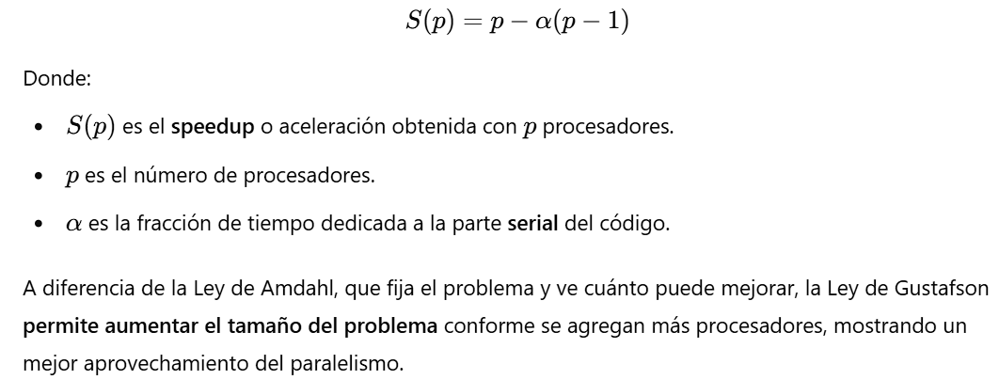 S(p) = p − α(p − 1)
Donde:
• S(p) es el speedup o aceleración obtenida con p procesadores.
• p es el número de procesadores.
• α es la fracción de tiempo dedicada a la parte serial del código.
A diferencia de la Ley de Amdahl, que fija el problema y ve cuánto puede mejorar, la Ley de Gustafson
permite aumentar el tamaño del problema conforme se agregan más procesadores, mostrando un
mejor aprovechamiento del paralelismo.